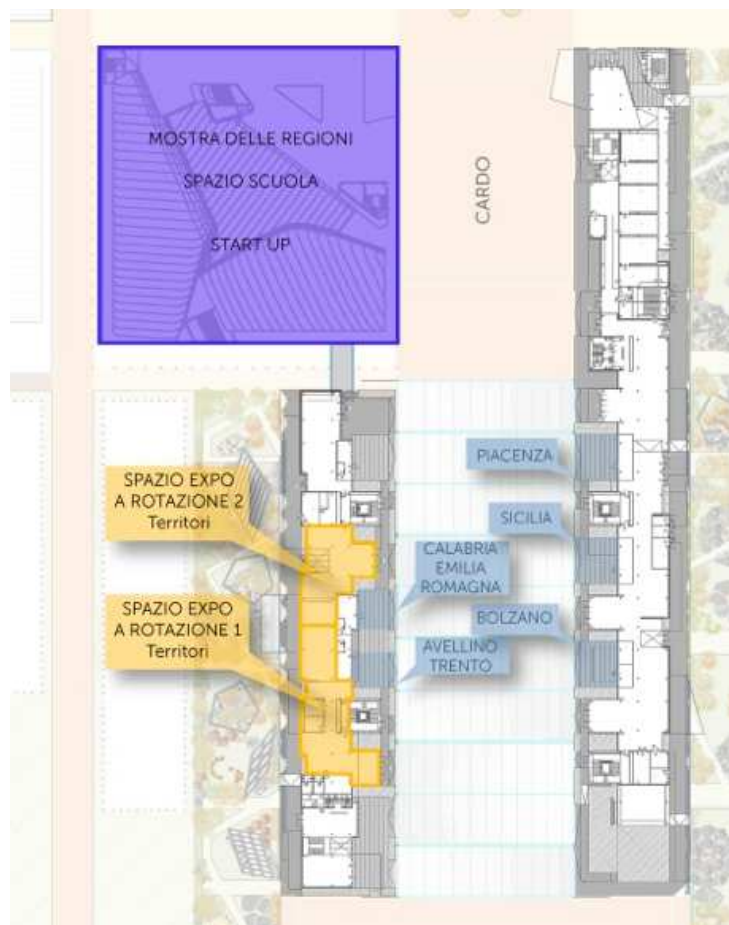 MOSTRA DELLE REGIONI
SPAZIO SCUOLA
START UP
CARDO
SPAZIO EXPO
A ROTAZIONE 2
Territori
SPAZIO EXPO
A ROTAZIONE 1
Territori
PIACENZA
SICILIA
CALABRIA
EMILIA
ROMAGNA
BOLZANO
AVELLINO
TRENTO